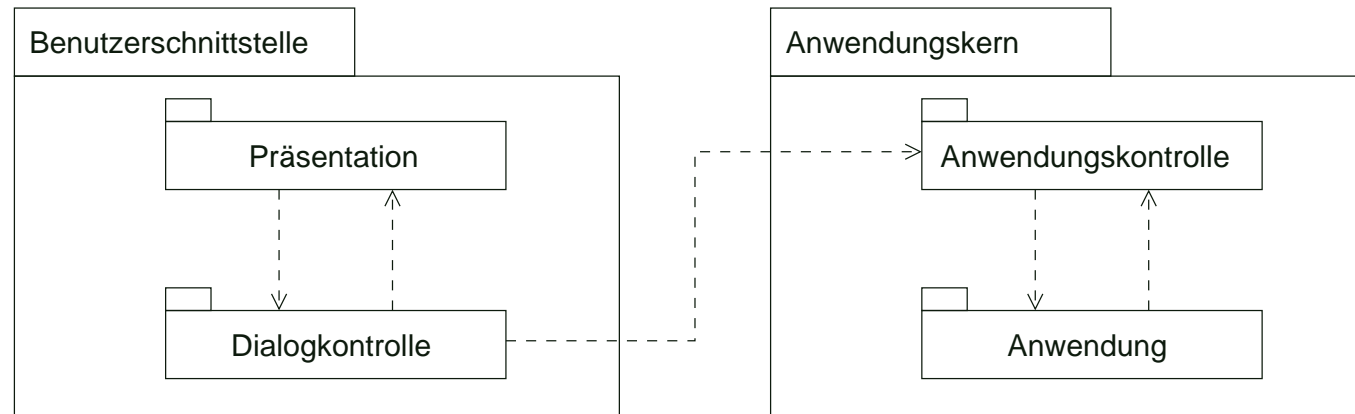 Benutzerschnittstelle
Präsentation
Dialogkontrolle
Anwendungskern
Anwendungskontrolle
Anwendung